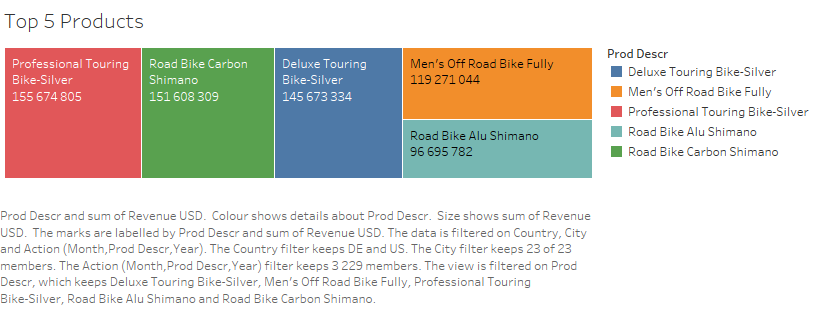 Top 5 Products
Professional Touring
Bike-Silver
155 674 805
Road Bike Carbon
Shimano
151 608 309
Deluxe Touring
Bike-Silver
145 673 334
Men's Off Road Bike Fully
119 271 044
Road Bike Alu Shimano
96 695 782
Prod Descr
Deluxe Touring Bike-Silver
Men's Off Road Bike Fully
Professional Touring Bike-Silver
Road Bike Alu Shimano
Road Bike Carbon Shimano
Prod Descr and sum of Revenue USD.  Colour shows details about Prod Descr.  Size shows sum of Revenue
USD.  The marks are labelled by Prod Descr and sum of Revenue USD. The data is filtered on Country, City
and Action (Month,Prod Descr,Year). The Country filter keeps DE and US. The City filter keeps 23 of 23
members. The Action (Month,Prod Descr,Year) filter keeps 3 229 members. The view is filtered on Prod
Descr, which keeps Deluxe Touring Bike-Silver, Men's Off Road Bike Fully, Professional Touring
Bike-Silver, Road Bike Alu Shimano and Road Bike Carbon Shimano.